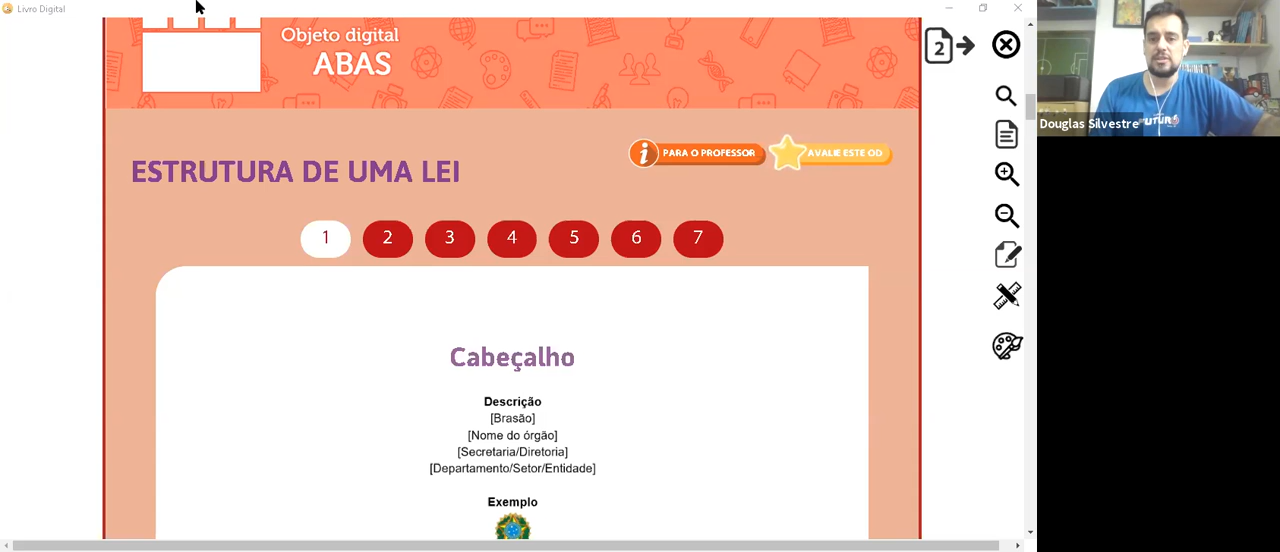 Livro Digital
Objeto digital
ABAS
2
Douglas Silvestre
i PARA O PROFESSOR
AVALIE ESTE OD
ESTRUTURA DE UMA LEI
1 2 3 4 5 6 7
Cabeçalho
Descrição
[Brasão]
[Nome do órgão]
[Secretaria/Diretoria]
[Departamento/Setor/Entidade]
Exemplo